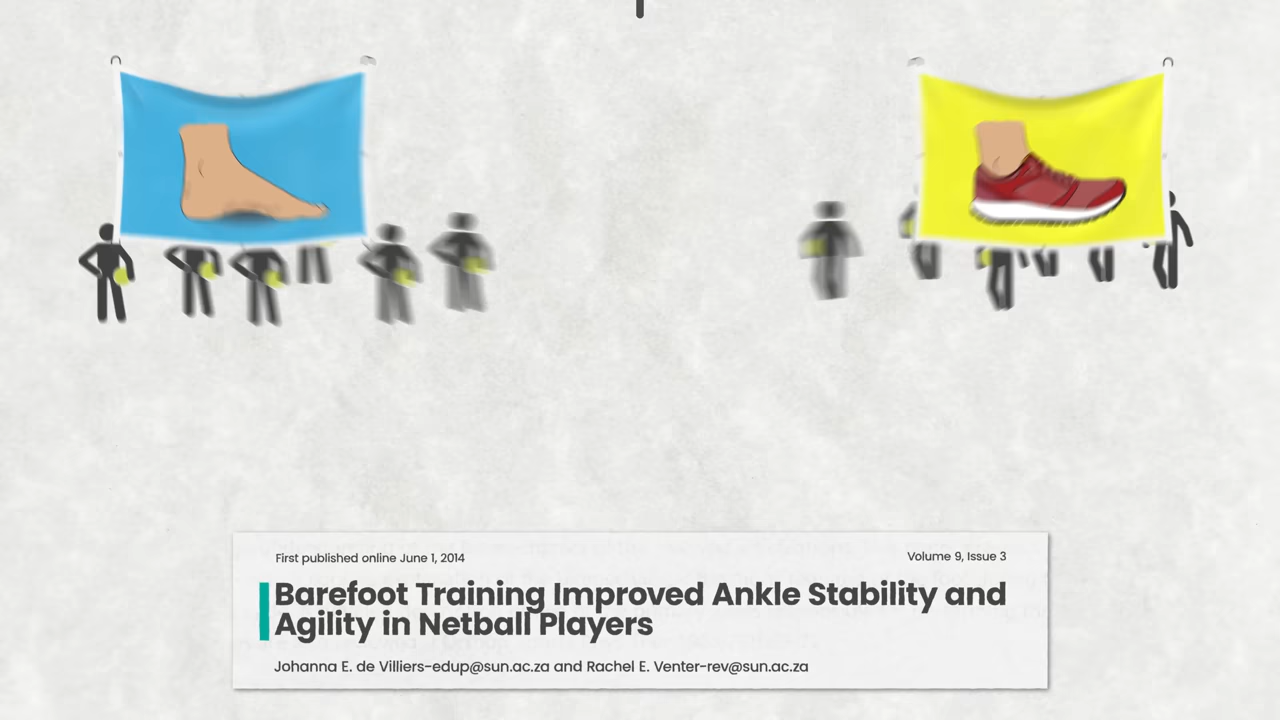 First published online June 1, 2014
Volume 9, Issue 3
Barefoot Training Improved Ankle Stability and
Agility in Netball Players
Johanna E. de Villiers-edup@sun.ac.za and Rachel E. Venter-rev@sun.ac.za